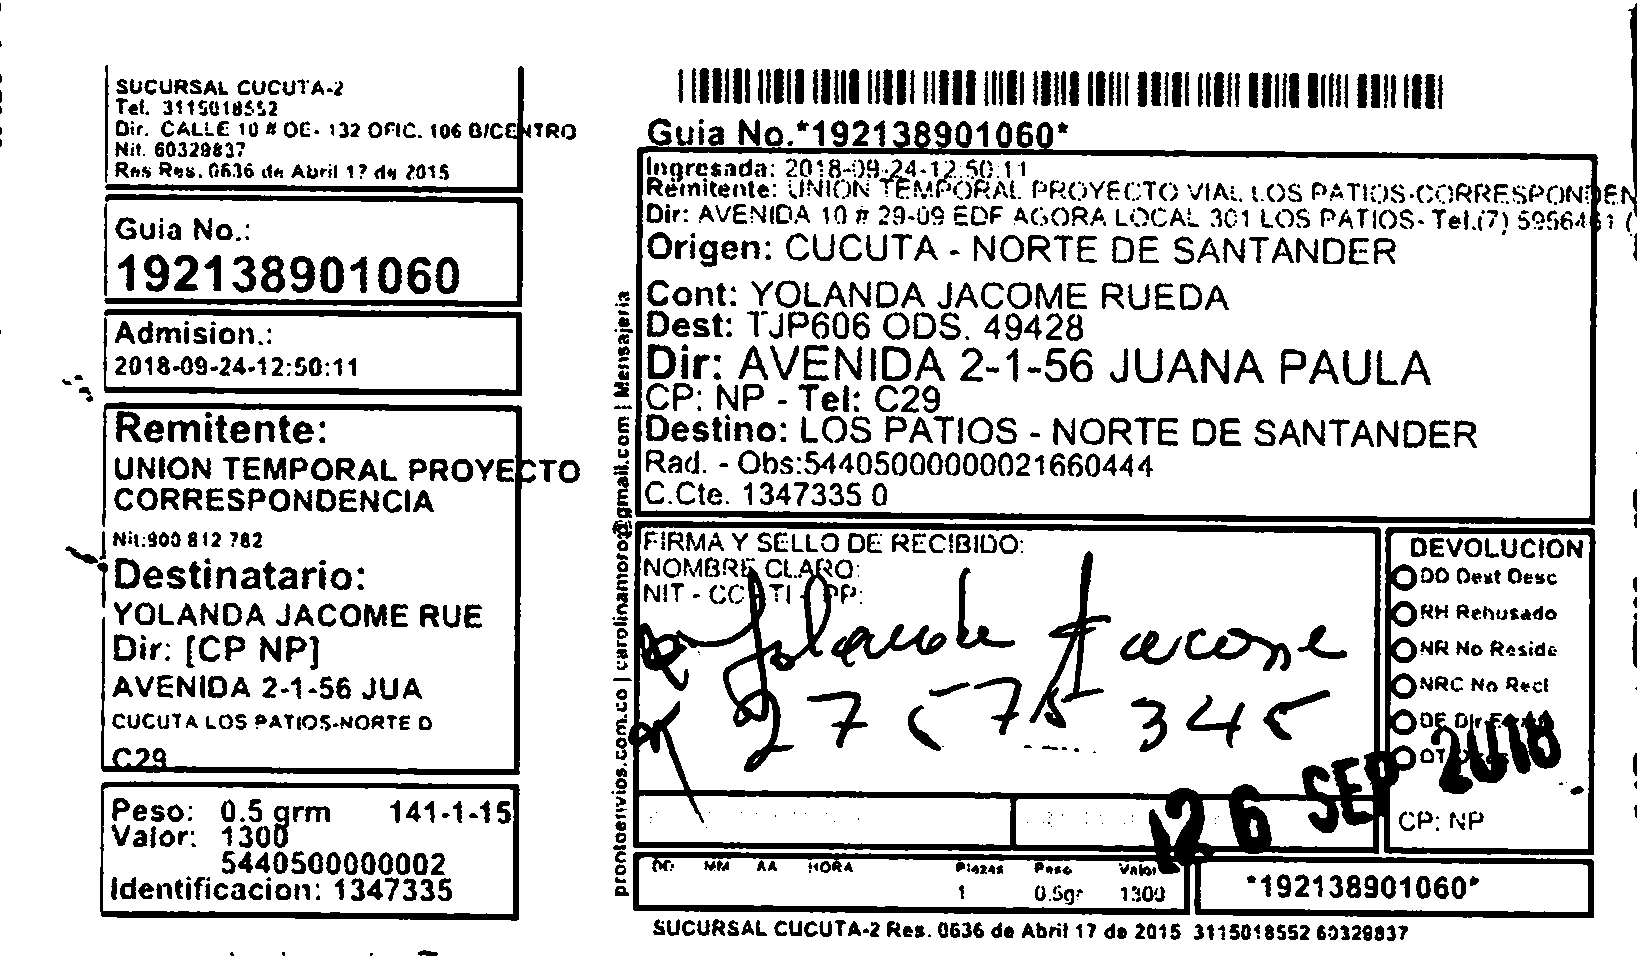 SUCURSAL CUCUTA-2
Tel. 3115018552
Dir. CALLE 10 # OE- 132 OFIC. 106 B/CENTRO
Nit. 60329837
Res Res. 0636 de Abril 17 de 2015
Guia No.:
192138901060
Admision.:
2018-09-24-12:50:11
Remitente:
UNION TEMPORAL PROYECTO
CORRESPONDENCIA
Nit:900 812 782
Destinatario:
YOLANDA JACOME RUE
Dir: [CP NP]
AVENIDA 2-1-56 JUA
CUCUTA LOS PATIOS-NORTE D
C29
Peso: 0.5 grm 141-1-15
Valor: 1300
5440500000002
Identificacion: 1347335
prontoenvios.com.co | carolinamoro@gmail.com | Mensajeria
Guia No.*192138901060*
Ingresada: 2018-09-24-12:50:11
Remitente: UNION TEMPORAL PROYECTO VIAL LOS PATIOS-CORRESPONDEN
Dir: AVENIDA 10 # 29-09 EDF AGORA LOCAL 301 LOS PATIOS- Tel.(7) 5956461 (
Origen: CUCUTA - NORTE DE SANTANDER
Cont: YOLANDA JACOME RUEDA
Dest: TJP606 ODS. 49428
Dir: AVENIDA 2-1-56 JUANA PAULA
CP: NP - Tel: C29
Destino: LOS PATIOS - NORTE DE SANTANDER
Rad. - Obs:54405000000021660444
C.Cte. 1347335 0
FIRMA Y SELLO DE RECIBIDO:
NOMBRE CLARO:
NIT - CC - TI - PP:
Yolanda Jacome
27575345
DEVOLUCION
DD Dest Desc
RH Rehusado
NR No Reside
NRC No Recl
DE Dir
OT
26 SEP 2018
CP: NP
DD MM AA HORA Piezas Peso Valor
1 0.5gr 1300
*192138901060*
SUCURSAL CUCUTA-2 Res. 0636 de Abril 17 de 2015 3115018552 60329837